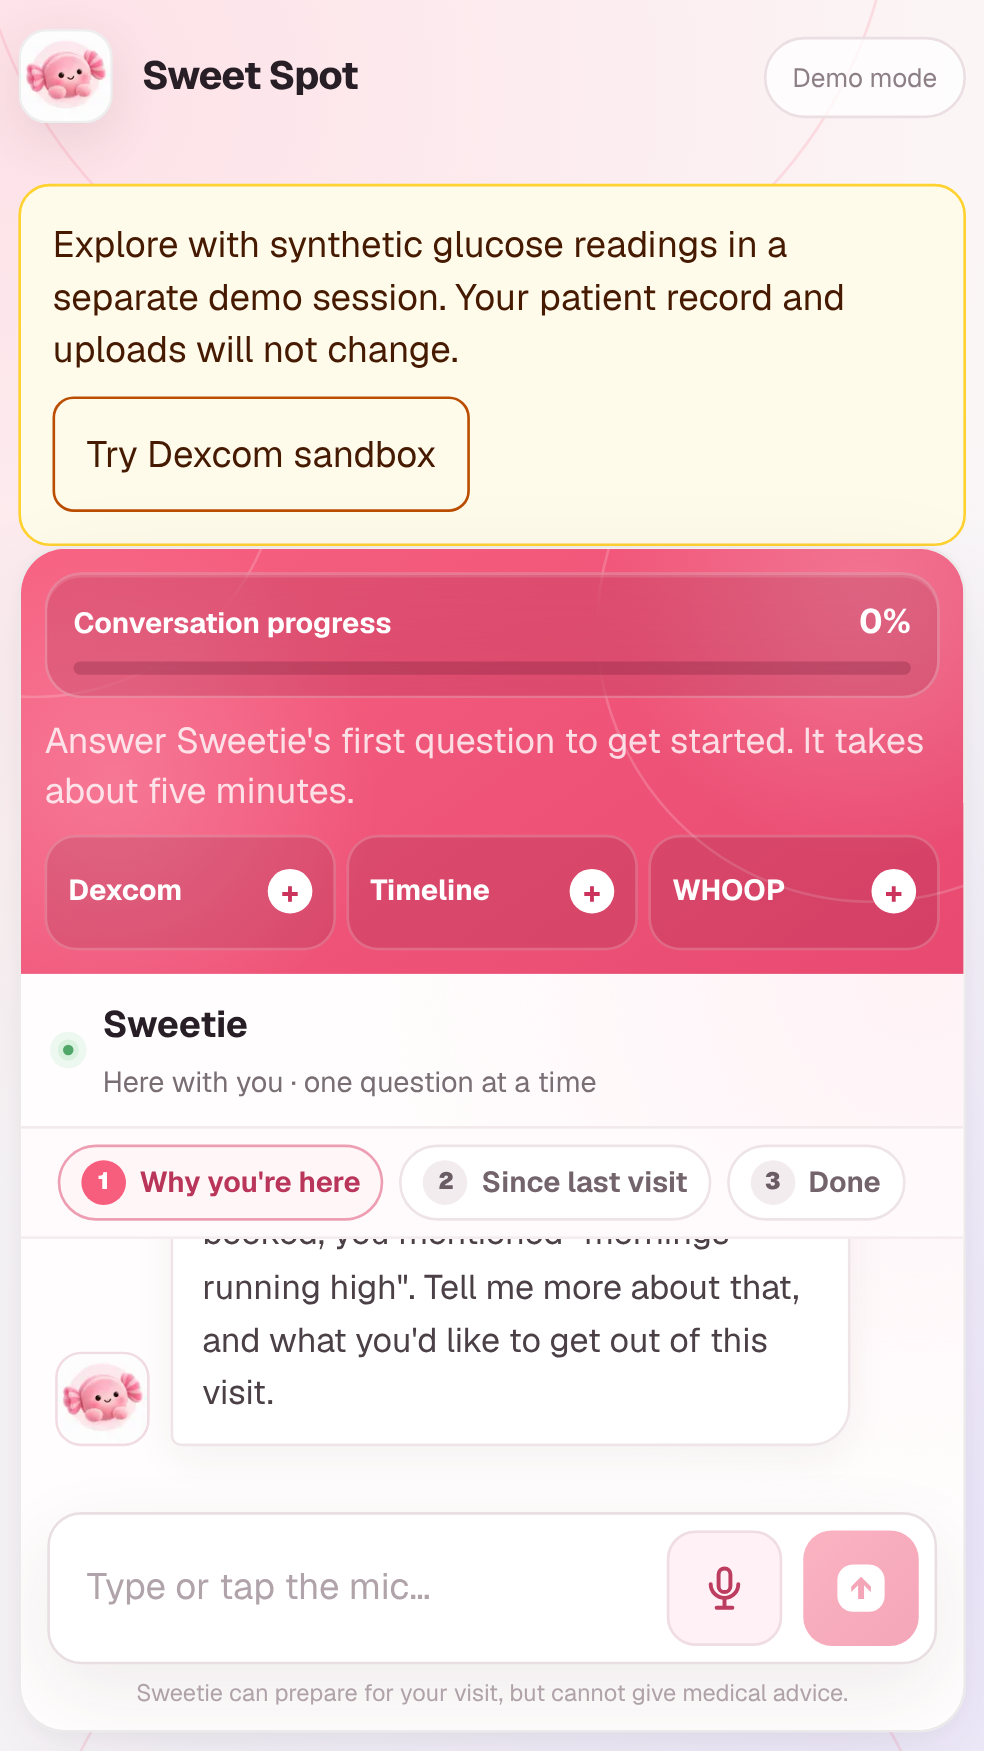 Sweet Spot
Demo mode
Explore with synthetic glucose readings in a
separate demo session. Your patient record and
uploads will not change.
Try Dexcom sandbox
Conversation progress
0%
Answer Sweetie's first question to get started. It takes
about five minutes.
Dexcom +
Timeline +
WHOOP +
Sweetie
Here with you · one question at a time
1 Why you're here
2 Since last visit
3 Done
booked, you mentioned "mornings
running high". Tell me more about that,
and what you'd like to get out of this
visit.
Type or tap the mic...
Sweetie can prepare for your visit, but cannot give medical advice.